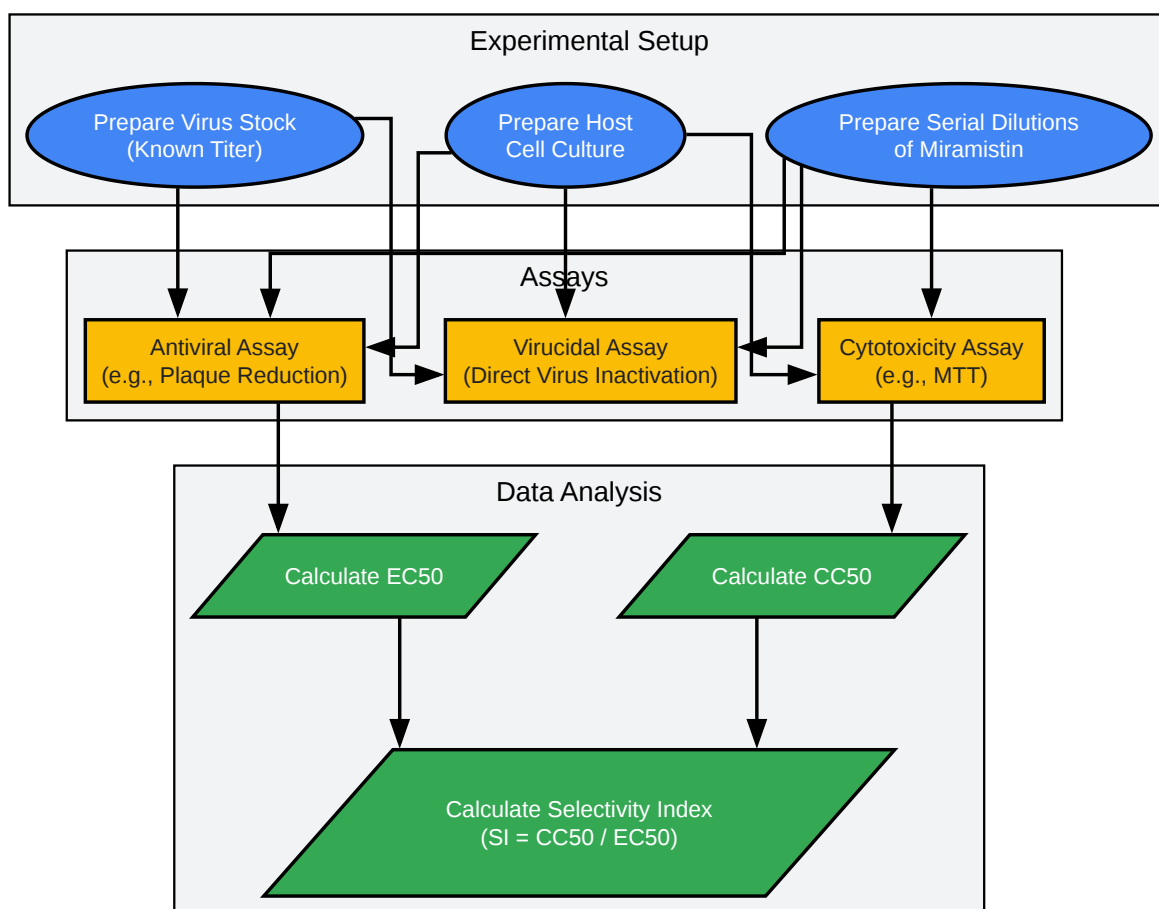 Experimental Setup
Prepare Virus Stock
(Known Titer)
Prepare Host
Cell Culture
Prepare Serial Dilutions
of Miramistin
Assays
Antiviral Assay
(e.g., Plaque Reduction)
Virucidal Assay
(Direct Virus Inactivation)
Cytotoxicity Assay
(e.g., MTT)
Data Analysis
Calculate EC50
Calculate CC50
Calculate Selectivity Index
(SI = CC50 / EC50)